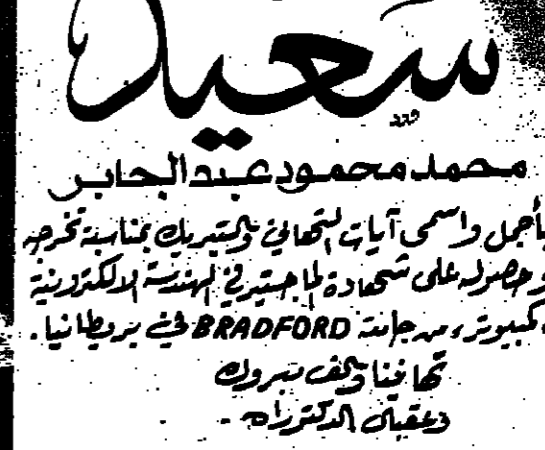 سعيد
محمد محمود عبد الجابر
بأجمل واسمى آيات التهاني والتبريك بمناسبة تخرجه
وحصوله على شهادة الماجستير في الهندسة الالكترونية
كمبيوتر، من جامعة BRADFORD في بريطانيا.
تهانينا والف مبروك
وعقبال الدكتوراه -